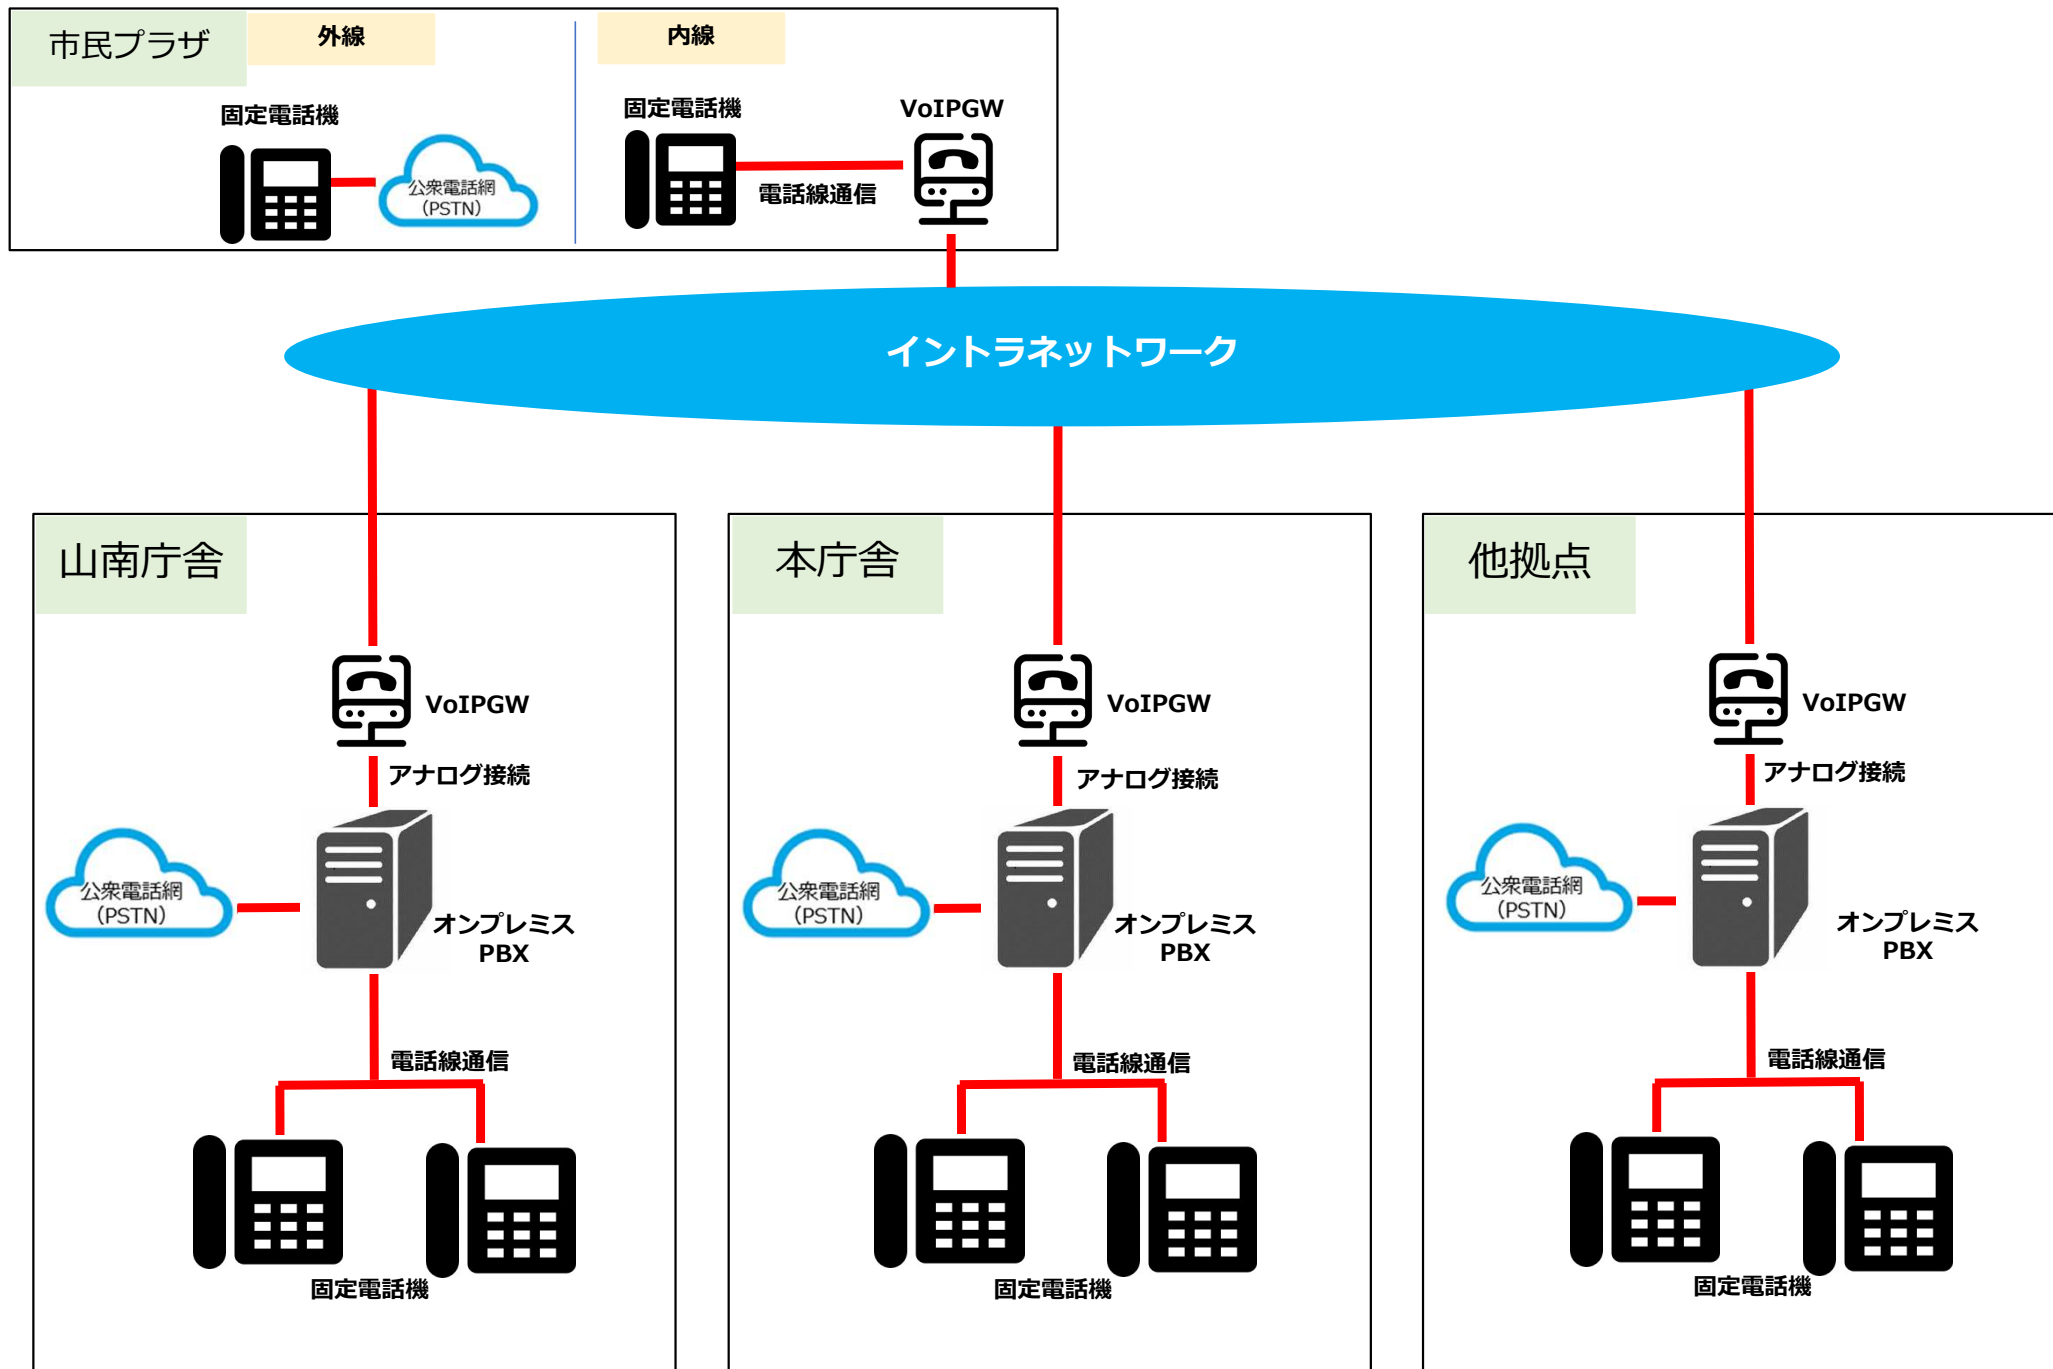 市民プラザ
外線
内線
固定電話機
公衆電話網
(PSTN)
固定電話機
VoIPGW
電話線通信
イントラネットワーク
山南庁舎
VoIPGW
アナログ接続
公衆電話網
(PSTN)
オンプレミス
PBX
電話線通信
固定電話機
本庁舎
VoIPGW
アナログ接続
公衆電話網
(PSTN)
オンプレミス
PBX
電話線通信
固定電話機
他拠点
VoIPGW
アナログ接続
公衆電話網
(PSTN)
オンプレミス
PBX
電話線通信
固定電話機